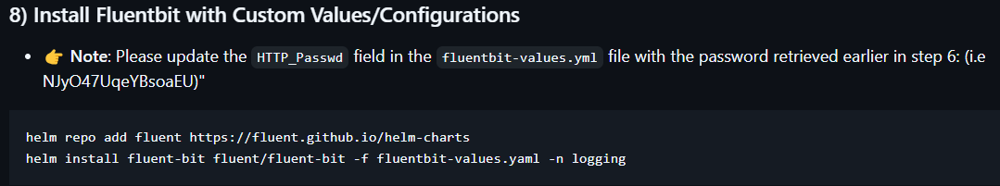 8) Install Fluentbit with Custom Values/Configurations
• 👉 Note: Please update the HTTP_Passwd field in the fluentbit-values.yml file with the password retrieved earlier in step 6: (i.e
NJyO47UqeYBsoaEU)"
helm repo add fluent https://fluent.github.io/helm-charts
helm install fluent-bit fluent/fluent-bit -f fluentbit-values.yaml -n logging